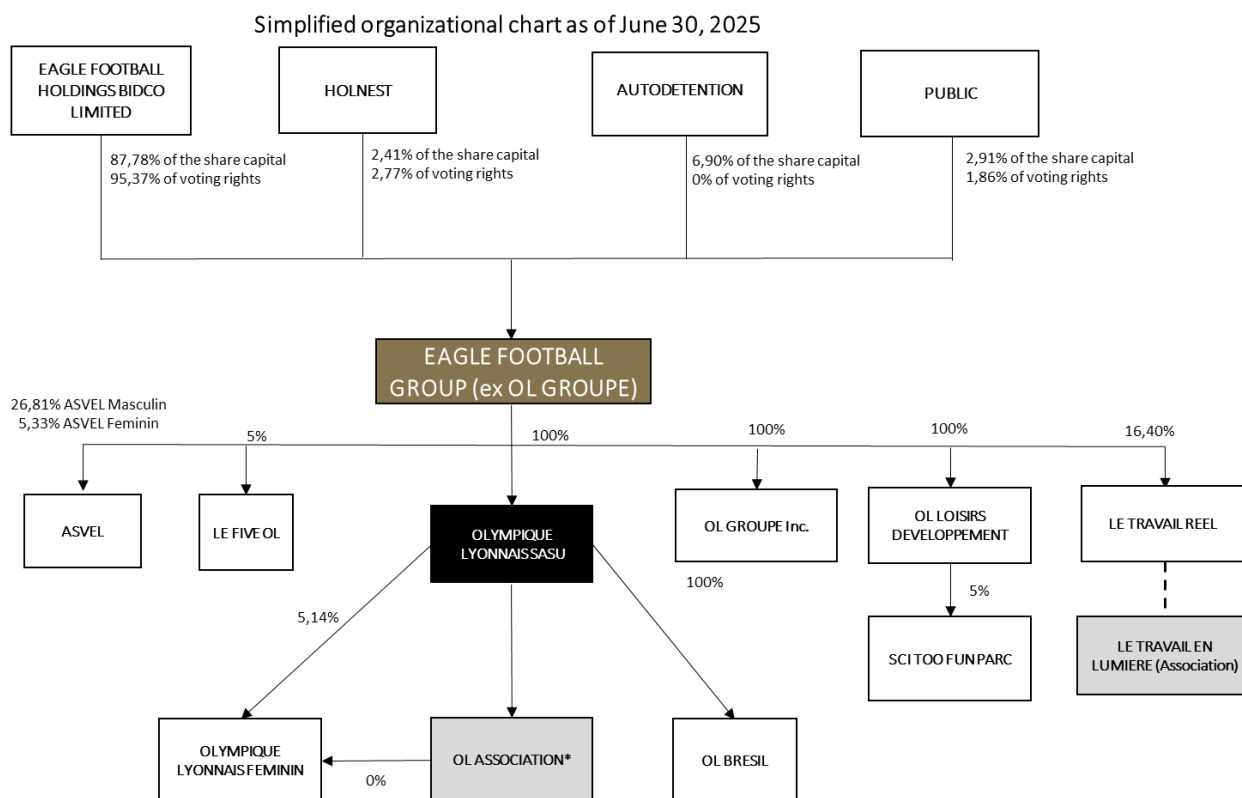 Simplified organizational chart as of June 30, 2025
EAGLE FOOTBALL
HOLDINGS BIDCO
LIMITED
HOLNEST
AUTODETENTION
PUBLIC
87,78% of the share capital
95,37% of voting rights
2,41% of the share capital
2,77% of voting rights
6,90% of the share capital
0% of voting rights
2,91% of the share capital
1,86% of voting rights
EAGLE FOOTBALL
GROUP (ex OL GROUPE)
26,81% ASVEL Masculin
5,33% ASVEL Feminin
5%
100%
100%
100%
16,40%
ASVEL
LE FIVE OL
OLYMPIQUE
LYONNAIS SASU
OL GROUPE Inc.
OL LOISIRS
DEVELOPPEMENT
LE TRAVAIL REEL
5,14%
100%
5%
SCI TOO FUN PARC
LE TRAVAIL EN
LUMIERE (Association)
OLYMPIQUE
LYONNAIS FEMININ
0%
OL ASSOCIATION*
OL BRESIL